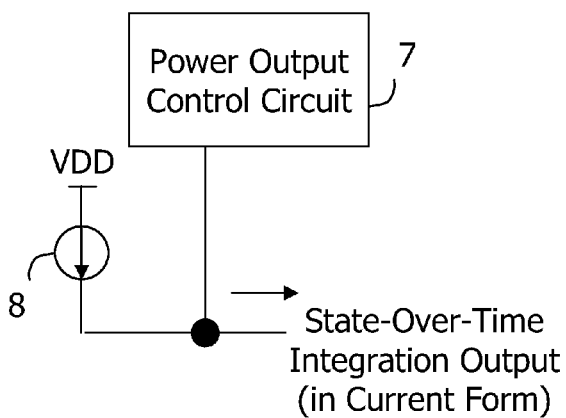 Power Output
Control Circuit
7
VDD
8
State-Over-Time
Integration Output
(in Current Form)